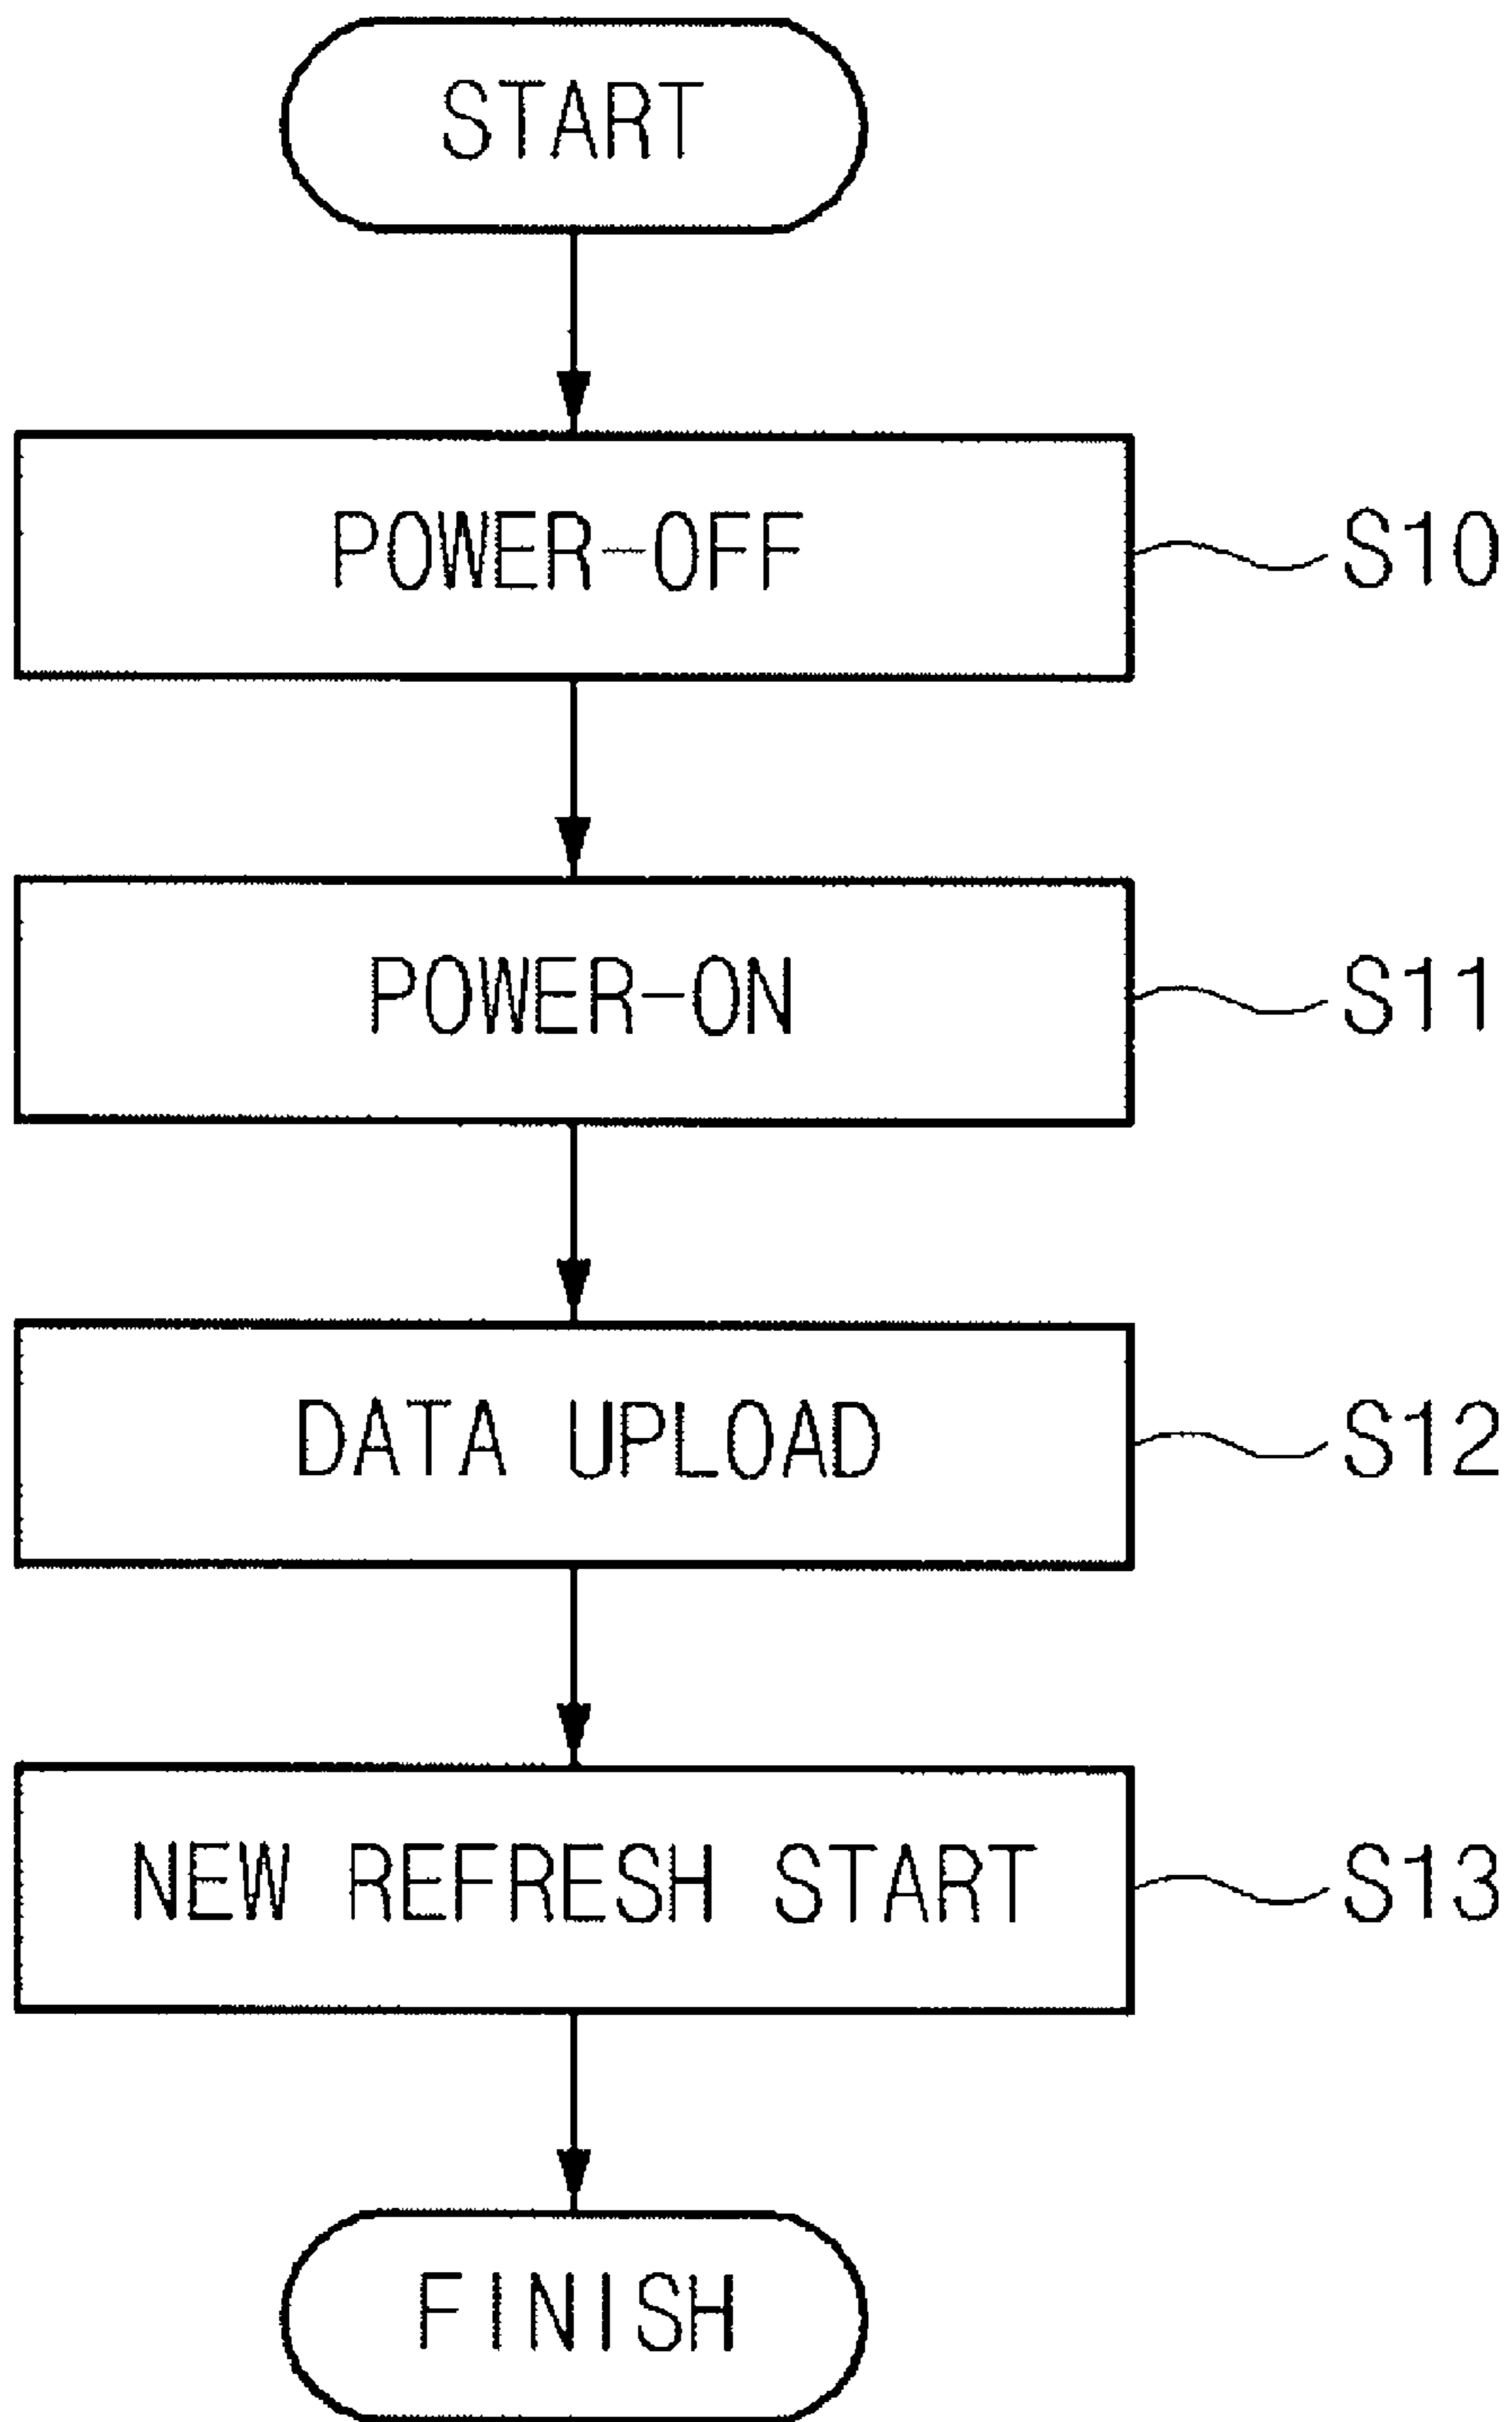 START
POWER-OFF
S10
POWER-ON
S11
DATA UPLOAD
S12
NEW REFRESH START
S13
FINISH